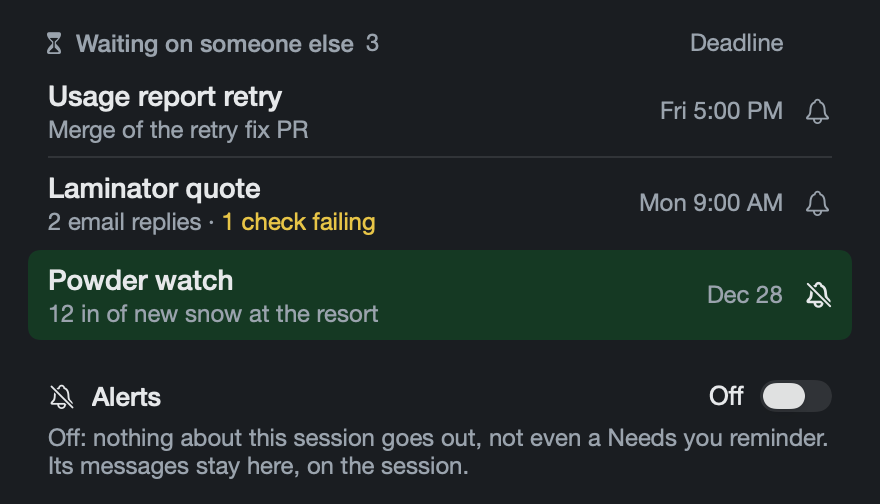 Waiting on someone else 3
Deadline
Usage report retry
Fri 5:00 PM
Merge of the retry fix PR
Laminator quote
Mon 9:00 AM
2 email replies · 1 check failing
Powder watch
Dec 28
12 in of new snow at the resort
Alerts
Off
Off: nothing about this session goes out, not even a Needs you reminder.
Its messages stay here, on the session.